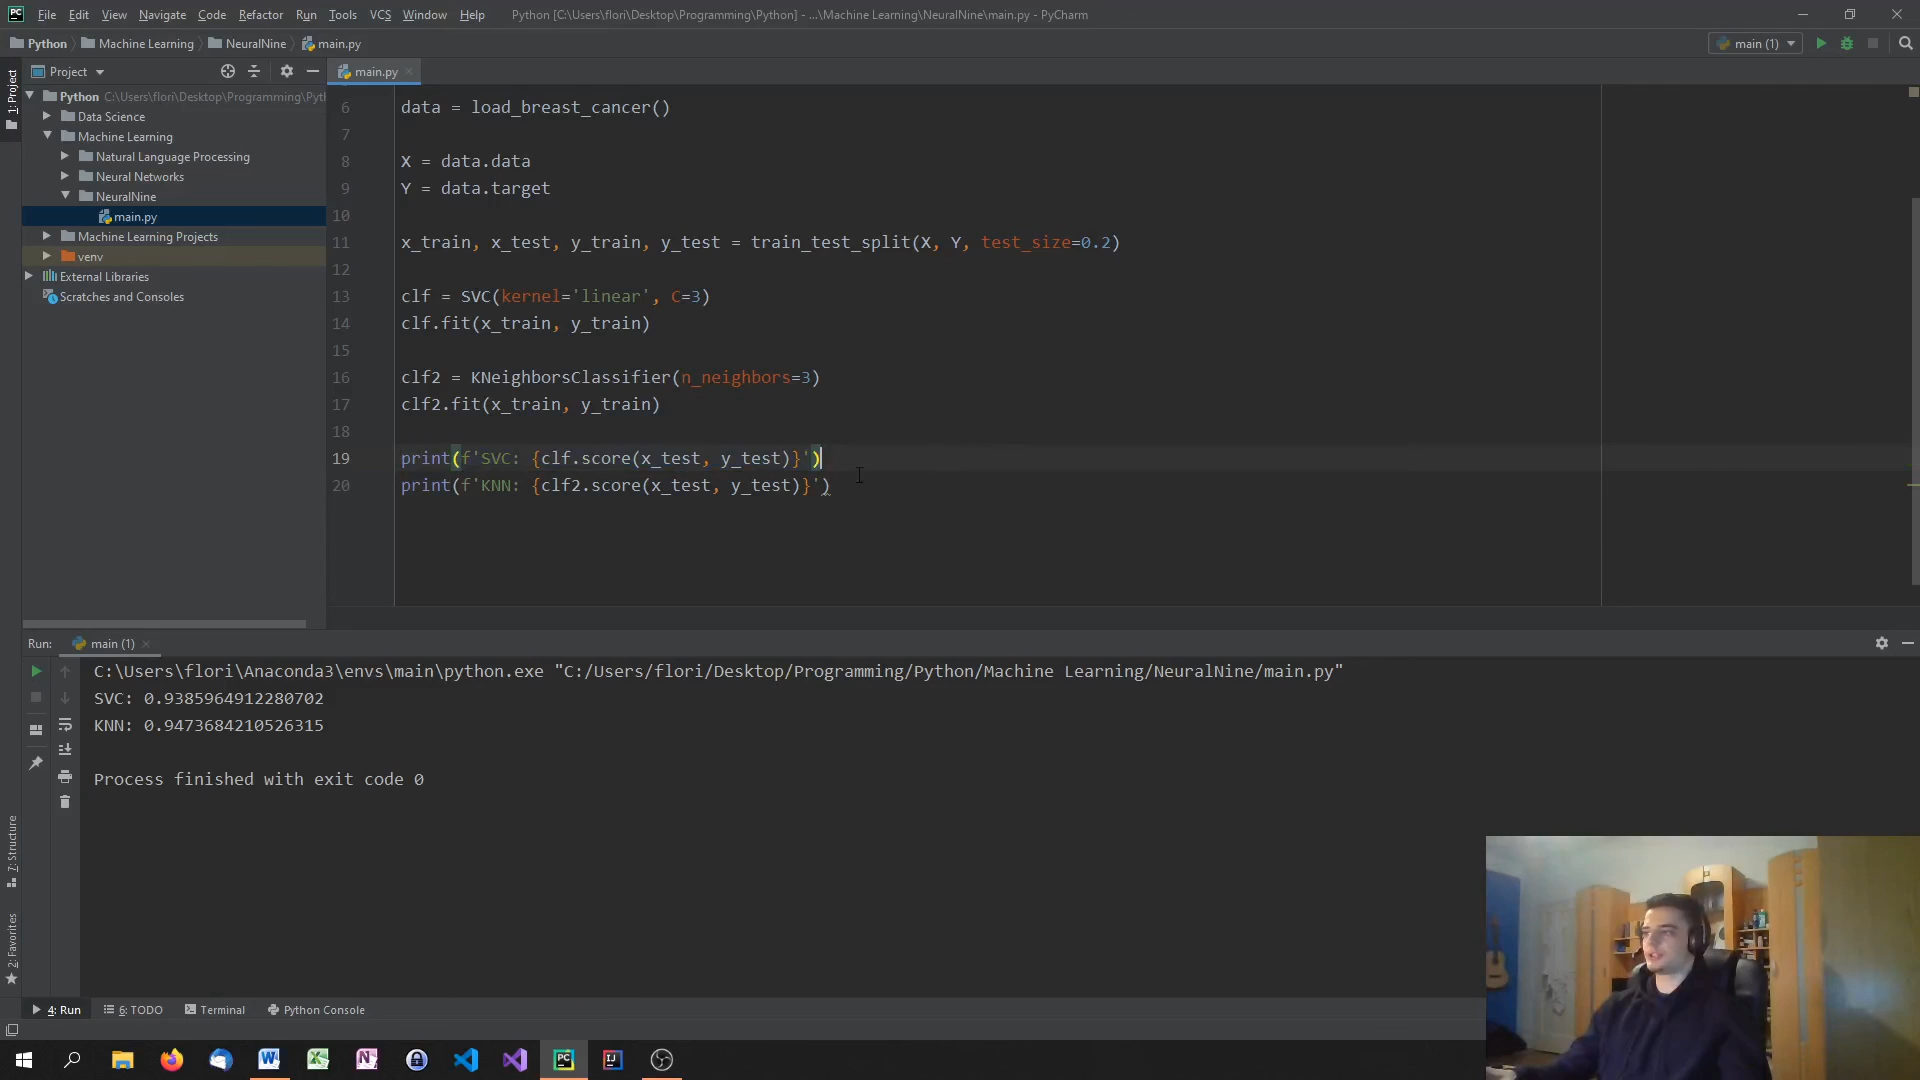 File Edit View Navigate Code Refactor Run Tools VCS Window Help Python [C:\Users\flori\Desktop\Programming\Python] - ...\Machine Learning\NeuralNine\main.py - PyCharm
Python Machine Learning NeuralNine main.py main (1)
Project main.py
1: Project
Python C:\Users\flori\Desktop\Programming\Pyth
Data Science
Machine Learning
Natural Language Processing
Neural Networks
NeuralNine
main.py
Machine Learning Projects
venv
External Libraries
Scratches and Consoles
6 data = load_breast_cancer()
7
8 X = data.data
9 Y = data.target
10
11 x_train, x_test, y_train, y_test = train_test_split(X, Y, test_size=0.2)
12
13 clf = SVC(kernel='linear', C=3)
14 clf.fit(x_train, y_train)
15
16 clf2 = KNeighborsClassifier(n_neighbors=3)
17 clf2.fit(x_train, y_train)
18
19 print(f'SVC: {clf.score(x_test, y_test)}')
20 print(f'KNN: {clf2.score(x_test, y_test)}')
Run: main (1)
C:\Users\flori\Anaconda3\envs\main\python.exe "C:/Users/flori/Desktop/Programming/Python/Machine Learning/NeuralNine/main.py"
SVC: 0.9385964912280702
KNN: 0.9473684210526315
Process finished with exit code 0
7: Structure
2: Favorites
4: Run 6: TODO Terminal Python Console